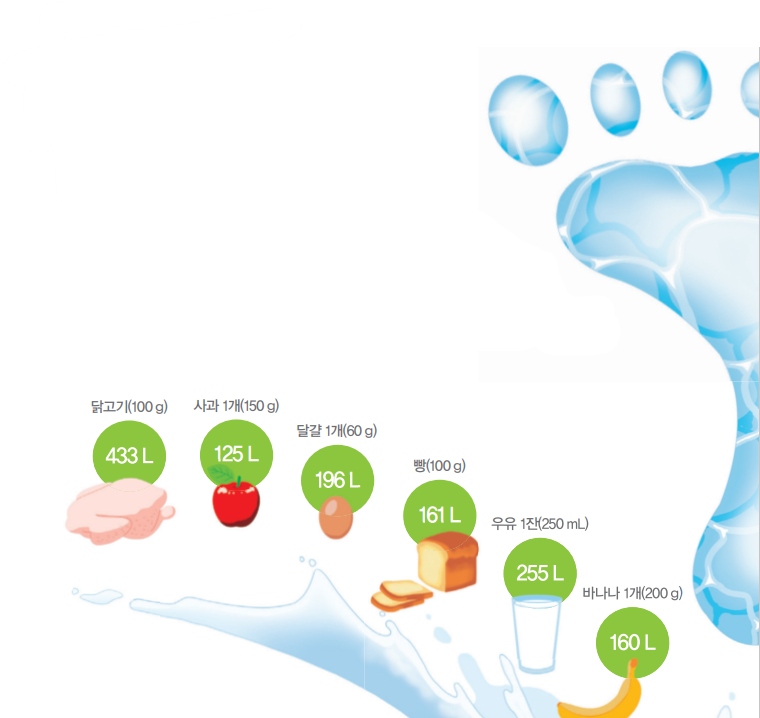 닭고기(100 g)
433 L
사과 1개(150 g)
125 L
달걀 1개(60 g)
196 L
빵(100 g)
161 L
우유 1잔(250 mL)
255 L
바나나 1개(200 g)
160 L